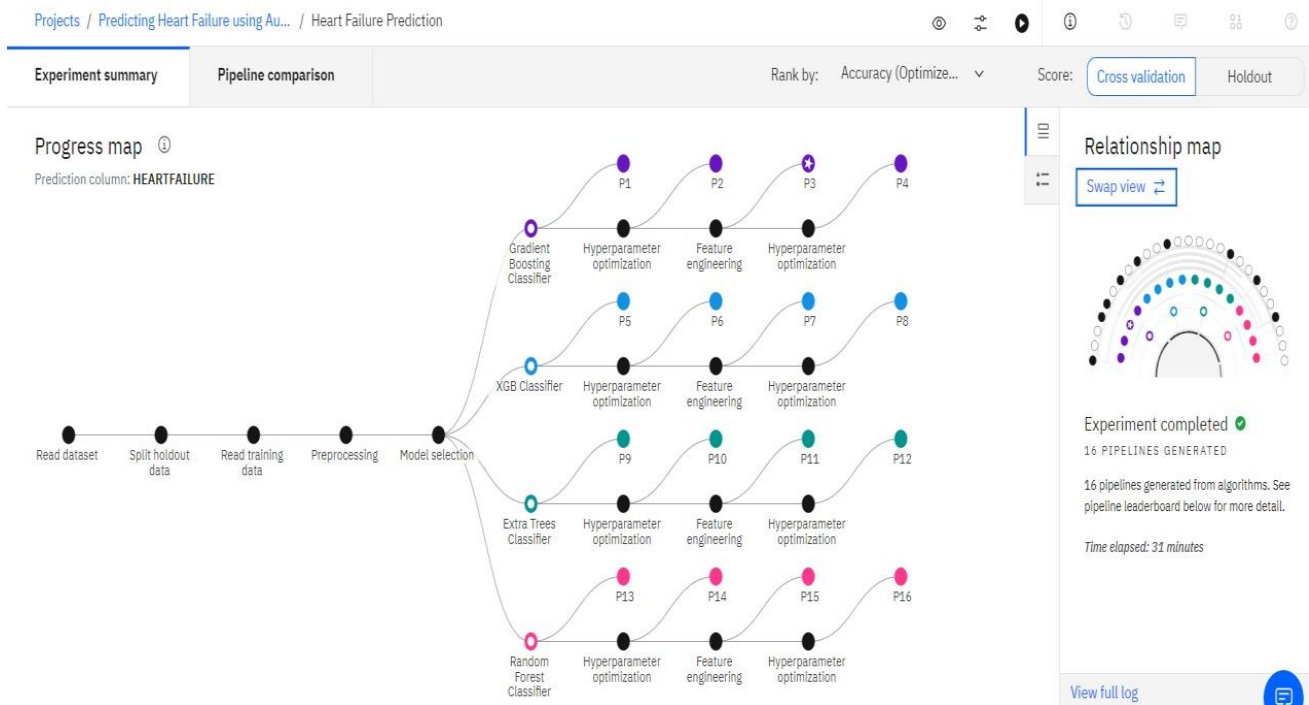 Projects / Predicting Heart Failure using Au... / Heart Failure Prediction
Experiment summary
Pipeline comparison
Rank by: Accuracy (Optimize...
Score: Cross validation Holdout
Progress map
Prediction column: HEARTFAILURE
P1 P2 P3 P4
Gradient
Boosting
Classifier
Hyperparameter
optimization
Feature
engineering
Hyperparameter
optimization
P5 P6 P7 P8
XGB Classifier
Hyperparameter
optimization
Feature
engineering
Hyperparameter
optimization
Read dataset
Split holdout
data
Read training
data
Preprocessing
Model selection
P9 P10 P11 P12
Extra Trees
Classifier
Hyperparameter
optimization
Feature
engineering
Hyperparameter
optimization
P13 P14 P15 P16
Random
Forest
Classifier
Hyperparameter
optimization
Feature
engineering
Hyperparameter
optimization
Relationship map
Swap view
Experiment completed
16 PIPELINES GENERATED
16 pipelines generated from algorithms. See
pipeline leaderboard below for more detail.
Time elapsed: 31 minutes
View full log